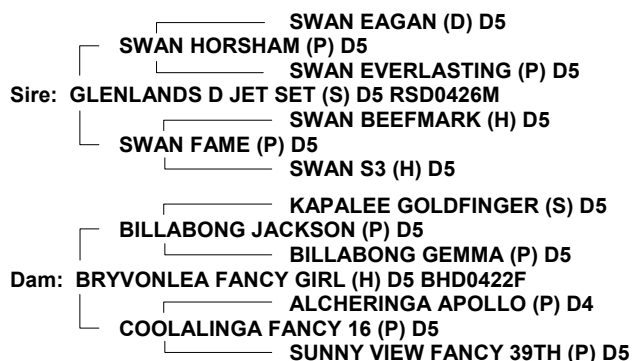 SWAN EAGAN (D) D5
SWAN HORSHAM (P) D5
SWAN EVERLASTING (P) D5
Sire: GLENLANDS D JET SET (S) D5 RSD0426M
SWAN BEEFMARK (H) D5
SWAN FAME (P) D5
SWAN S3 (H) D5
KAPALEE GOLDFINGER (S) D5
BILLABONG JACKSON (P) D5
BILLABONG GEMMA (P) D5
Dam: BRYVONLEA FANCY GIRL (H) D5 BHD0422F
ALCHERINGA APOLLO (P) D4
COOLALINGA FANCY 16 (P) D5
SUNNY VIEW FANCY 39TH (P) D5